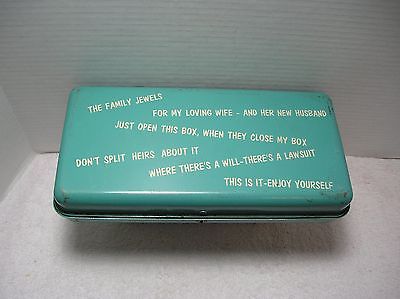 THE FAMILY JEWELS
FOR MY LOVING WIFE - AND HER NEW HUSBAND
JUST OPEN THIS BOX, WHEN THEY CLOSE MY BOX
DON'T SPLIT HEIRS ABOUT IT
WHERE THERE'S A WILL-THERE'S A LAWSUIT
THIS IS IT-ENJOY YOURSELF